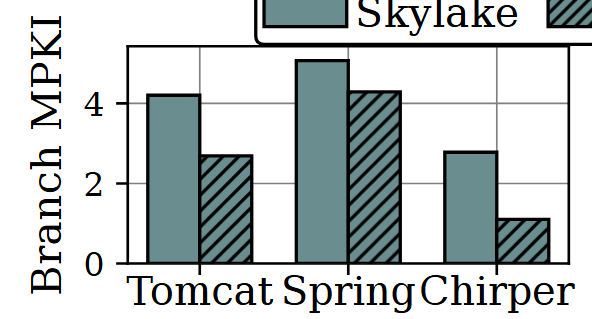 Skylake
Branch MPKI
4
2
0
Tomcat Spring Chirper